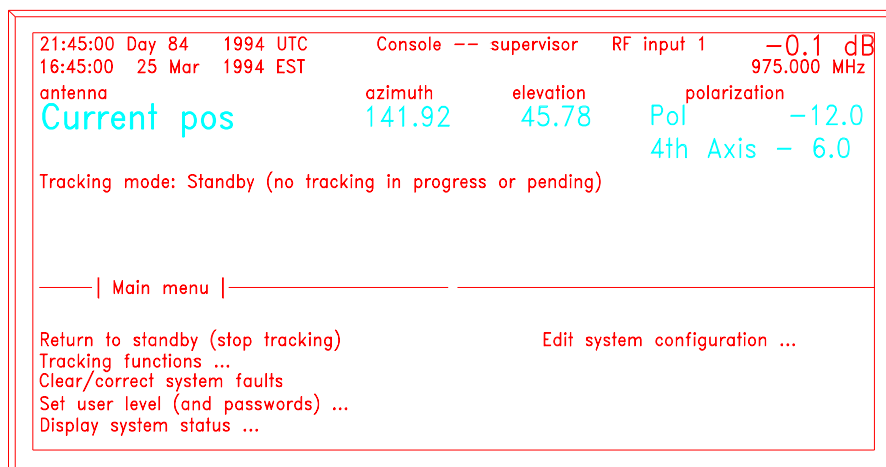 21:45:00 Day 84 1994 UTC Console -- supervisor RF input 1 -0.1 dB
16:45:00 25 Mar 1994 EST 975.000 MHz
antenna azimuth elevation polarization
Current pos 141.92 45.78 Pol -12.0
4th Axis - 6.0
Tracking mode: Standby (no tracking in progress or pending)
| Main menu |
Return to standby (stop tracking) Edit system configuration ...
Tracking functions ...
Clear/correct system faults
Set user level (and passwords) ...
Display system status ...